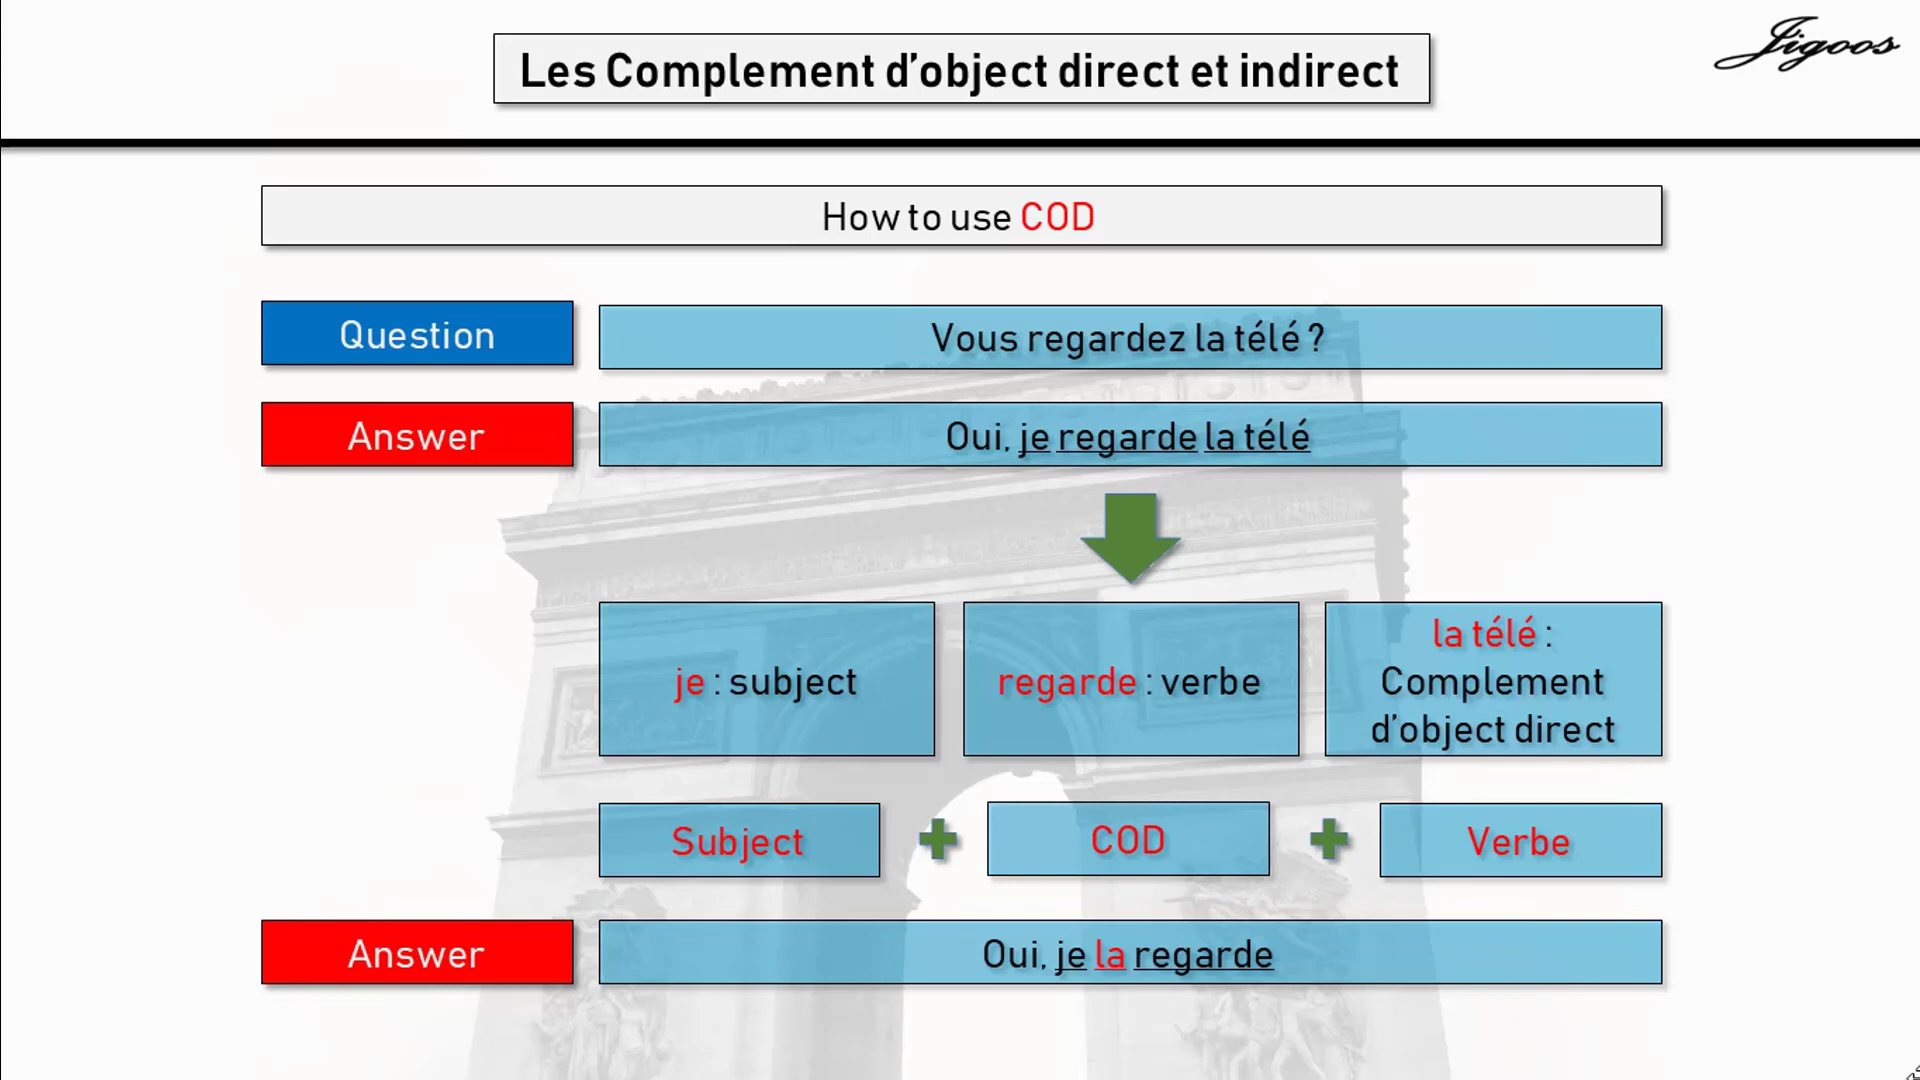 Les Complement d’object direct et indirect
Jigoos
How to use COD
Question
Vous regardez la télé ?
Answer
Oui, je regarde la télé
je : subject
regarde : verbe
la télé :
Complement
d’object direct
Subject
COD
Verbe
Answer
Oui, je la regarde